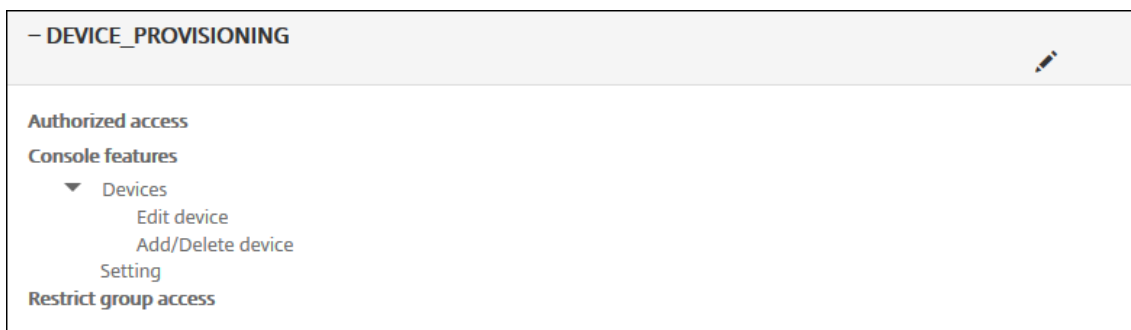 – DEVICE_PROVISIONING
Authorized access
Console features
Devices
Edit device
Add/Delete device
Setting
Restrict group access